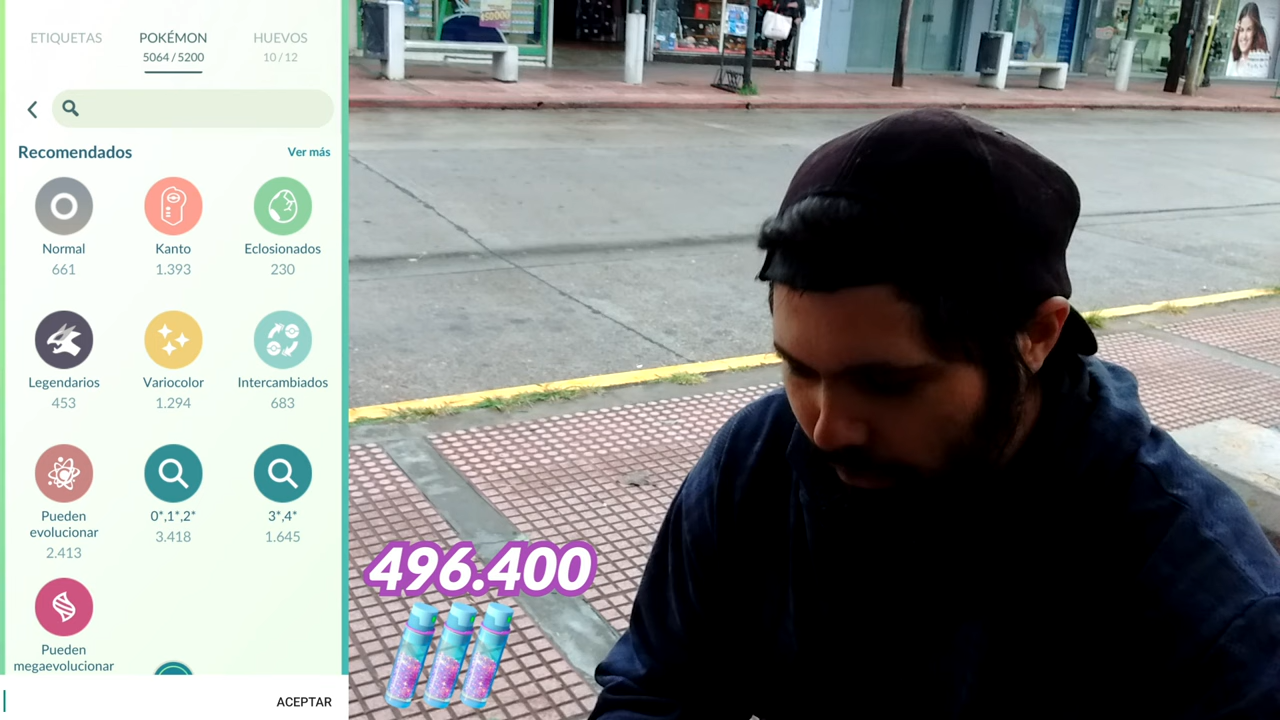 ETIQUETAS
POKÉMON
HUEVOS
5064 / 5200
10 / 12
Recomendados
Ver más
Normal
Kanto
Eclosionados
661
1.393
230
Legendarios
Variocolor
Intercambiados
453
1.294
683
Pueden
evolucionar
0*,1*,2*
3*,4*
2.413
3.418
1.645
Pueden
megaevolucionar
ACEPTAR
496.400